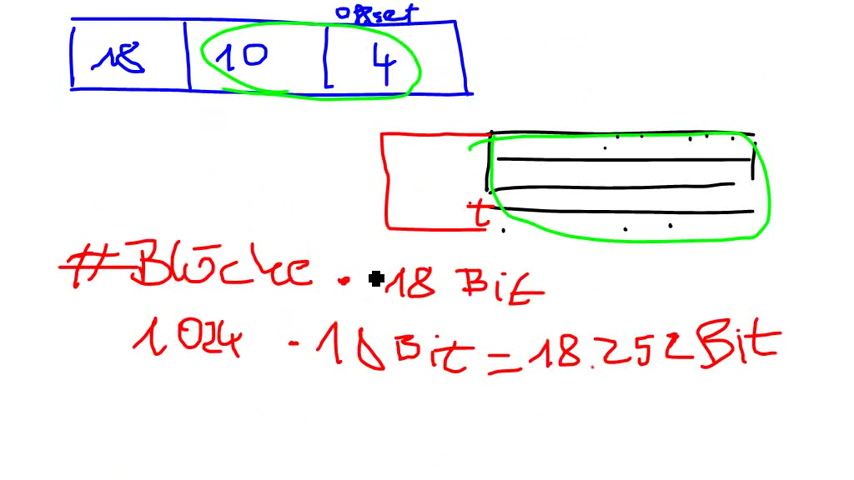 offset
18 10 4
t
#Blöcke · 18 Bit
1024 · 18 Bit = 18.252 Bit